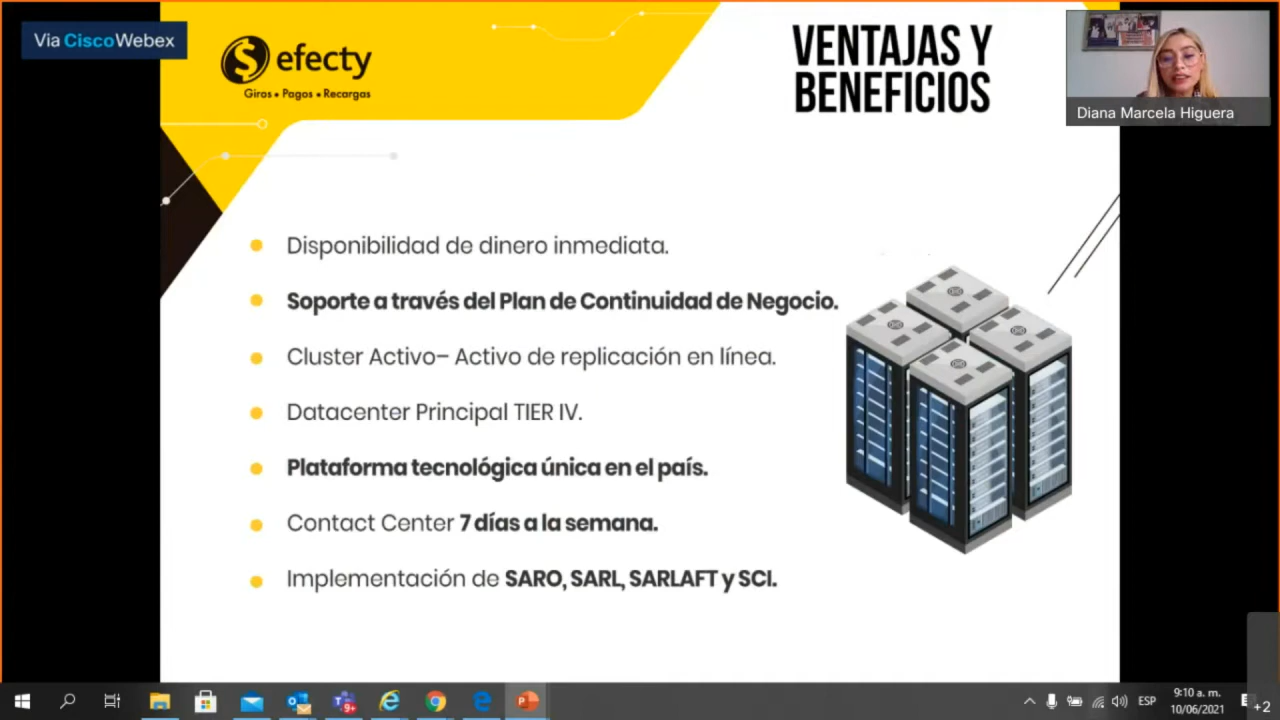 Via CiscoWebex
$ efecty
Giros • Pagos • Recargas
VENTAJAS Y
BENEFICIOS
Diana Marcela Higuera
Disponibilidad de dinero inmediata.
Soporte a través del Plan de Continuidad de Negocio.
Cluster Activo– Activo de replicación en línea.
Datacenter Principal TIER IV.
Plataforma tecnológica única en el país.
Contact Center 7 días a la semana.
Implementación de SARO, SARL, SARLAFT y SCI.
9+
ESP
9:10 a. m.
10/06/2021
+2